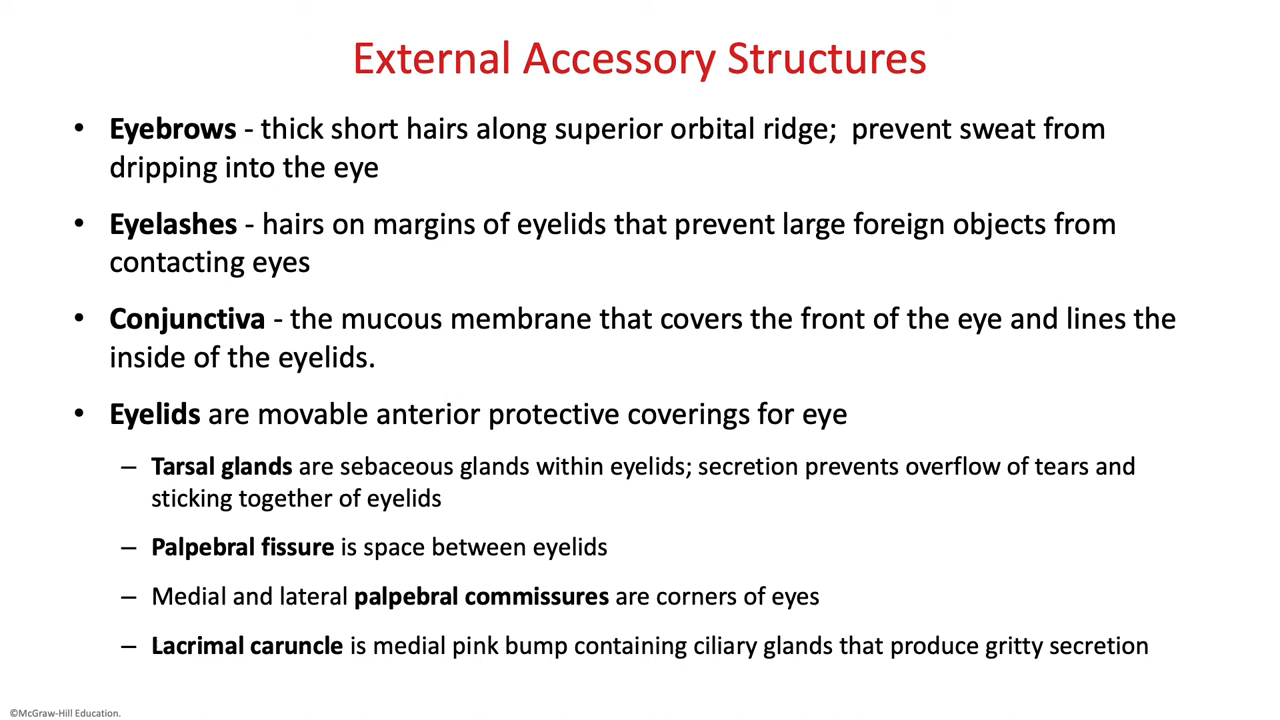 External Accessory Structures
• Eyebrows - thick short hairs along superior orbital ridge;  prevent sweat from
dripping into the eye
• Eyelashes - hairs on margins of eyelids that prevent large foreign objects from
contacting eyes
• Conjunctiva - the mucous membrane that covers the front of the eye and lines the
inside of the eyelids.
• Eyelids are movable anterior protective coverings for eye
– Tarsal glands are sebaceous glands within eyelids; secretion prevents overflow of tears and
sticking together of eyelids
– Palpebral fissure is space between eyelids
– Medial and lateral palpebral commissures are corners of eyes
– Lacrimal caruncle is medial pink bump containing ciliary glands that produce gritty secretion
©McGraw-Hill Education.